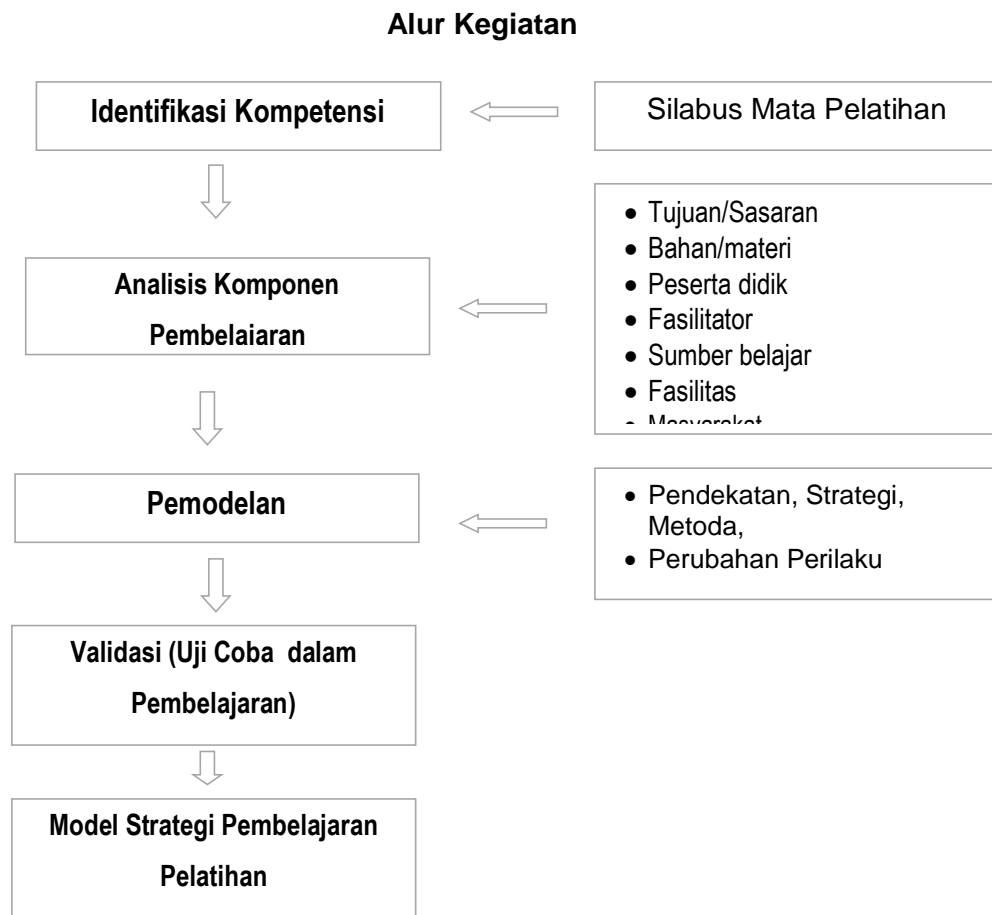 Alur Kegiatan
Identifikasi Kompetensi
Silabus Mata Pelatihan
Analisis Komponen
Pembelaiaran
• Tujuan/Sasaran
• Bahan/materi
• Peserta didik
• Fasilitator
• Sumber belajar
• Fasilitas
• Masyarakat
Pemodelan
• Pendekatan, Strategi,
Metoda,
• Perubahan Perilaku
Validasi (Uji Coba dalam
Pembelajaran)
Model Strategi Pembelajaran
Pelatihan